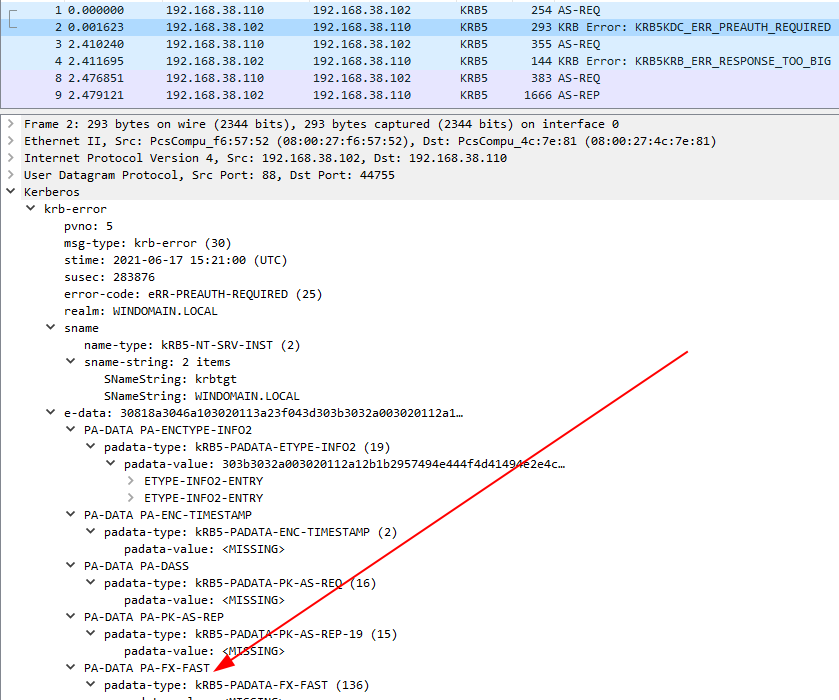 1 0.000000 192.168.38.110 192.168.38.102 KRB5 254 AS-REQ
2 0.001623 192.168.38.102 192.168.38.110 KRB5 293 KRB Error: KRB5KDC_ERR_PREAUTH_REQUIRED
3 2.410240 192.168.38.110 192.168.38.102 KRB5 355 AS-REQ
4 2.411695 192.168.38.102 192.168.38.110 KRB5 144 KRB Error: KRB5KRB_ERR_RESPONSE_TOO_BIG
8 2.476851 192.168.38.110 192.168.38.102 KRB5 383 AS-REQ
9 2.479121 192.168.38.102 192.168.38.110 KRB5 1666 AS-REP
Frame 2: 293 bytes on wire (2344 bits), 293 bytes captured (2344 bits) on interface 0
Ethernet II, Src: PcsCompu_f6:57:52 (08:00:27:f6:57:52), Dst: PcsCompu_4c:7e:81 (08:00:27:4c:7e:81)
Internet Protocol Version 4, Src: 192.168.38.102, Dst: 192.168.38.110
User Datagram Protocol, Src Port: 88, Dst Port: 44755
Kerberos
krb-error
pvno: 5
msg-type: krb-error (30)
stime: 2021-06-17 15:21:00 (UTC)
susec: 283876
error-code: eRR-PREAUTH-REQUIRED (25)
realm: WINDOMAIN.LOCAL
sname
name-type: kRB5-NT-SRV-INST (2)
sname-string: 2 items
SNameString: krbtgt
SNameString: WINDOMAIN.LOCAL
e-data: 30818a3046a103020113a23f043d303b3032a003020112a1…
PA-DATA PA-ENCTYPE-INFO2
padata-type: kRB5-PADATA-ETYPE-INFO2 (19)
padata-value: 303b3032a003020112a12b1b2957494e444f4d41494e2e4c…
ETYPE-INFO2-ENTRY
ETYPE-INFO2-ENTRY
PA-DATA PA-ENC-TIMESTAMP
padata-type: kRB5-PADATA-ENC-TIMESTAMP (2)
padata-value: <MISSING>
PA-DATA PA-DASS
padata-type: kRB5-PADATA-PK-AS-REQ (16)
padata-value: <MISSING>
PA-DATA PA-PK-AS-REP
padata-type: kRB5-PADATA-PK-AS-REP-19 (15)
padata-value: <MISSING>
PA-DATA PA-FX-FAST
padata-type: kRB5-PADATA-FX-FAST (136)